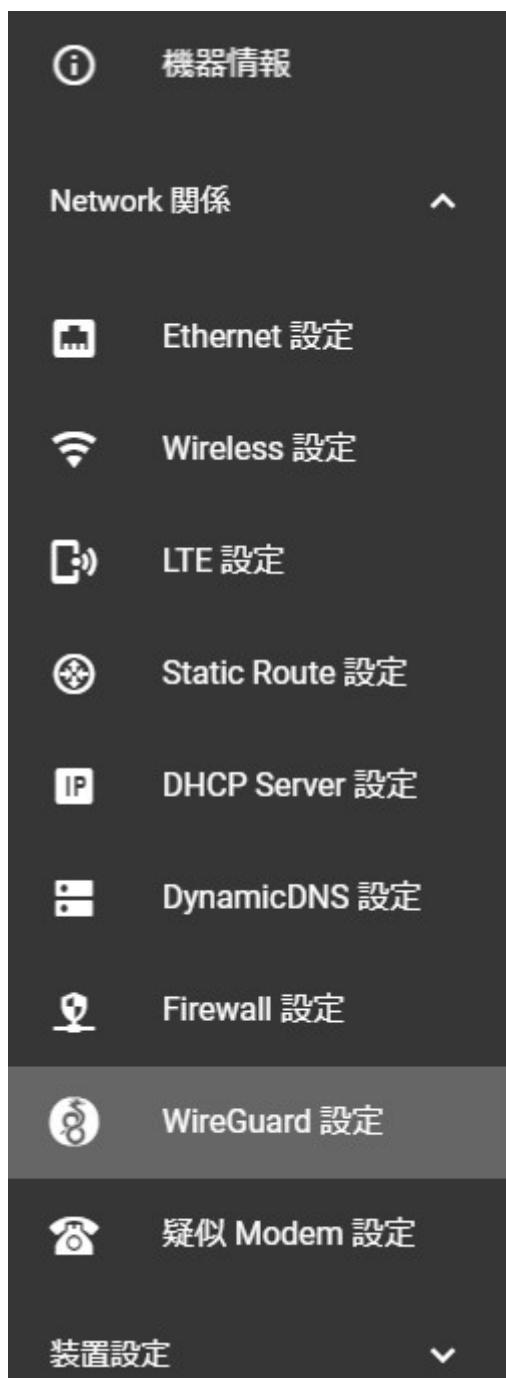 機器情報
Network 関係
Ethernet 設定
Wireless 設定
LTE 設定
Static Route 設定
IP
DHCP Server 設定
DynamicDNS 設定
Firewall 設定
WireGuard 設定
疑似 Modem 設定
装置設定